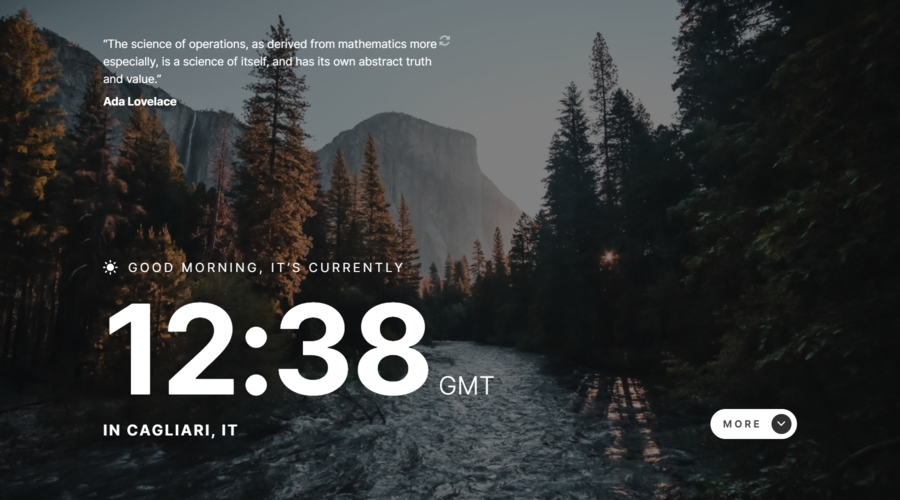 “The science of operations, as derived from mathematics more
especially, is a science of itself, and has its own abstract truth
and value.”
Ada Lovelace
GOOD MORNING, IT’S CURRENTLY
12:38 GMT
IN CAGLIARI, IT
MORE